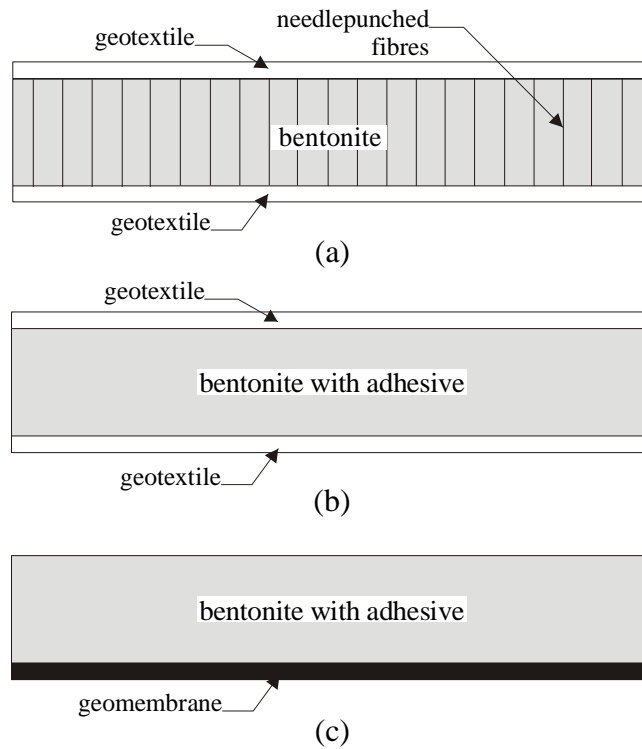 geotextile
needlepunched
fibres
bentonite
geotextile
(a)
geotextile
bentonite with adhesive
geotextile
(b)
bentonite with adhesive
geomembrane
(c)